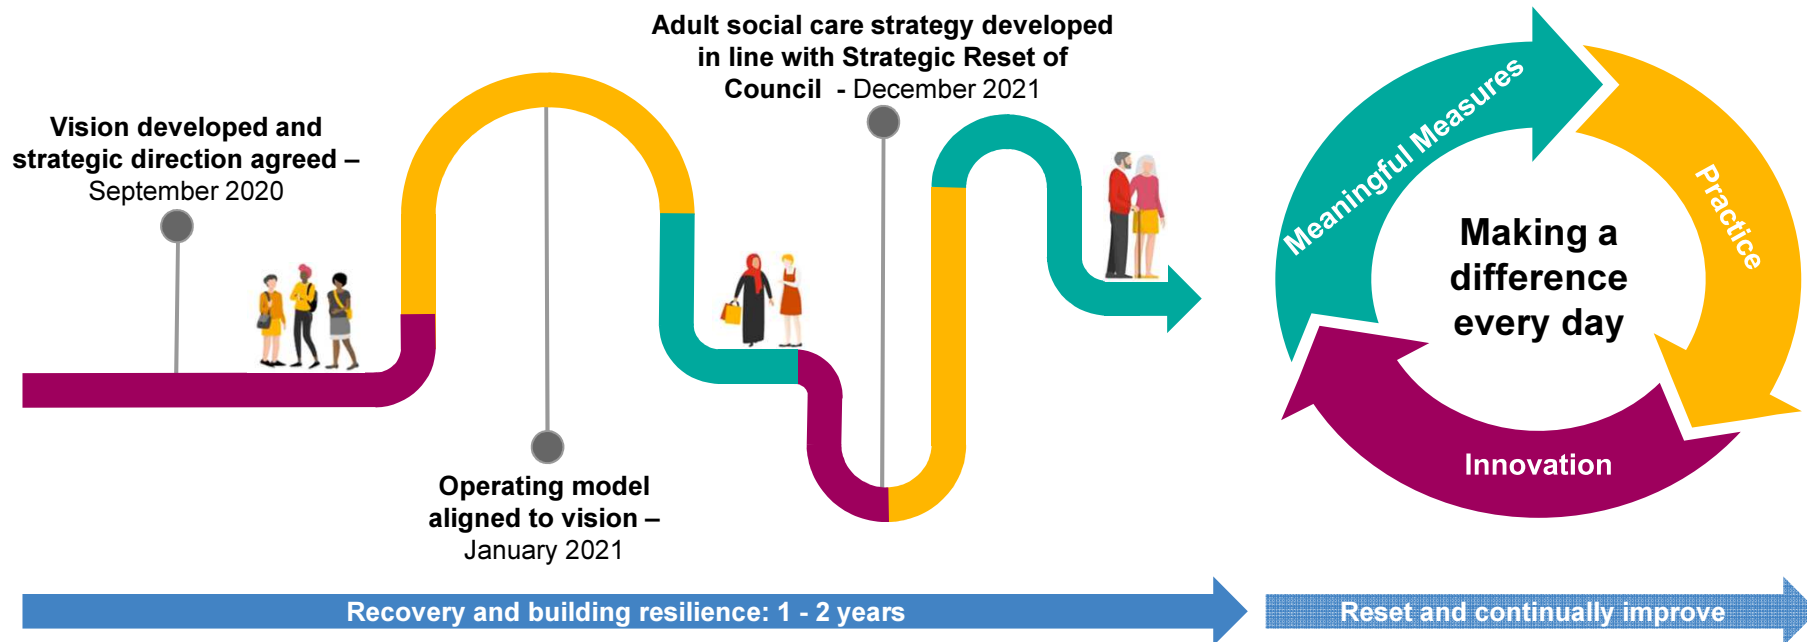 Vision developed and
strategic direction agreed –
September 2020
Operating model
aligned to vision –
January 2021
Adult social care strategy developed
in line with Strategic Reset of
Council - December 2021
Meaningful Measures
Practice
Innovation
Making a
difference
every day
Recovery and building resilience: 1 - 2 years
Reset and continually improve